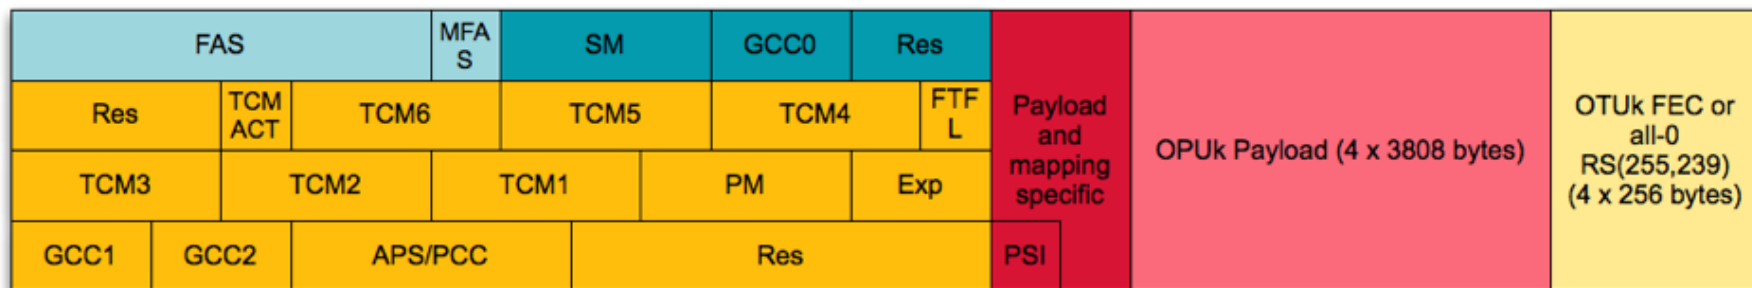 FAS
MFA
S
SM
GCC0
Res
Res
TCM
ACT
TCM6
TCM5
TCM4
FTF
L
TCM3
TCM2
TCM1
PM
Exp
GCC1
GCC2
APS/PCC
Res
Payload
and
mapping
specific
PSI
OPUk Payload (4 x 3808 bytes)
OTUk FEC or
all-0
RS(255,239)
(4 x 256 bytes)